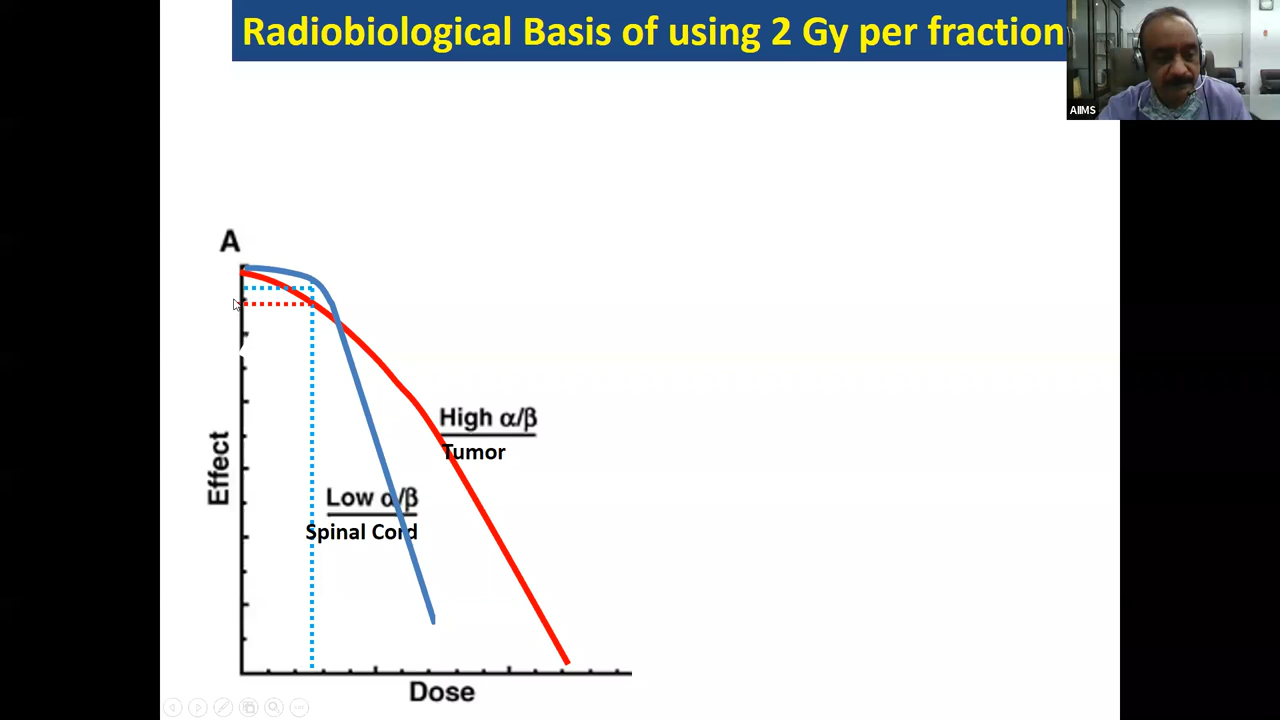 Radiobiological Basis of using 2 Gy per fraction
AIIMS
A
High α/β
Tumor
Low α/β
Spinal Cord
Effect
Dose